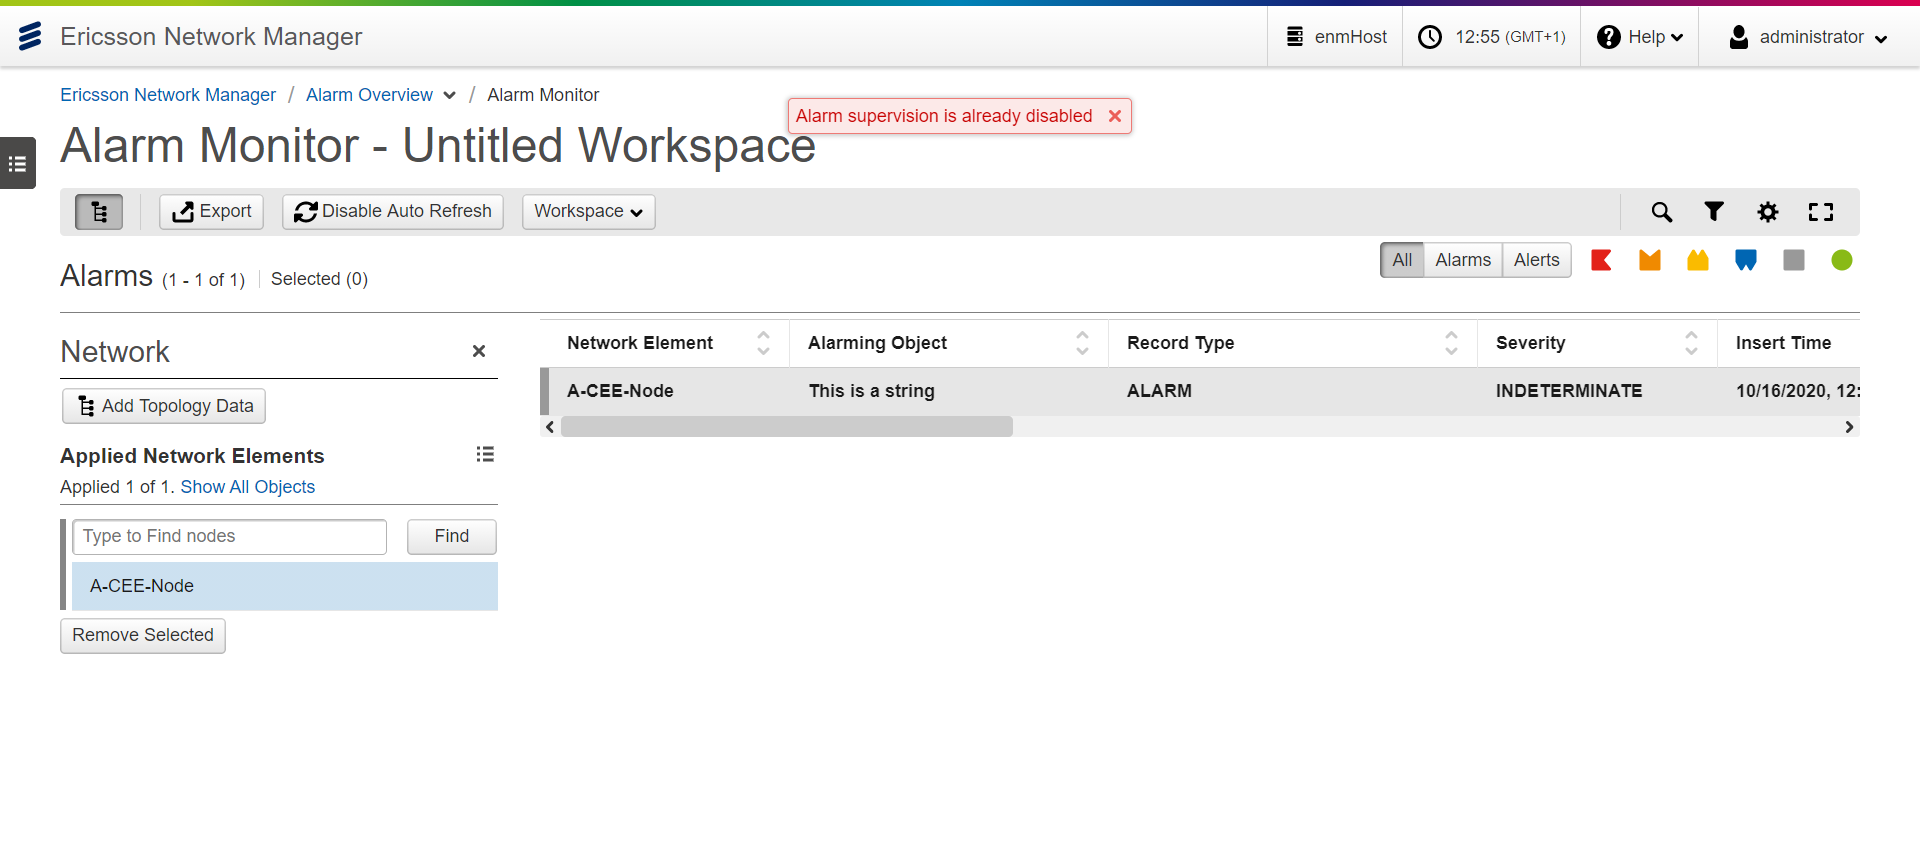 Ericsson Network Manager
enmHost
12:55 (GMT+1)
Help
administrator
Ericsson Network Manager / Alarm Overview / Alarm Monitor
Alarm supervision is already disabled
Alarm Monitor - Untitled Workspace
Export
Disable Auto Refresh
Workspace
Alarms (1 - 1 of 1) Selected (0)
All Alarms Alerts
Network
Add Topology Data
Applied Network Elements
Applied 1 of 1. Show All Objects
Type to Find nodes
Find
A-CEE-Node
Remove Selected
Network Element Alarming Object Record Type Severity Insert Time
A-CEE-Node This is a string ALARM INDETERMINATE 10/16/2020, 12: